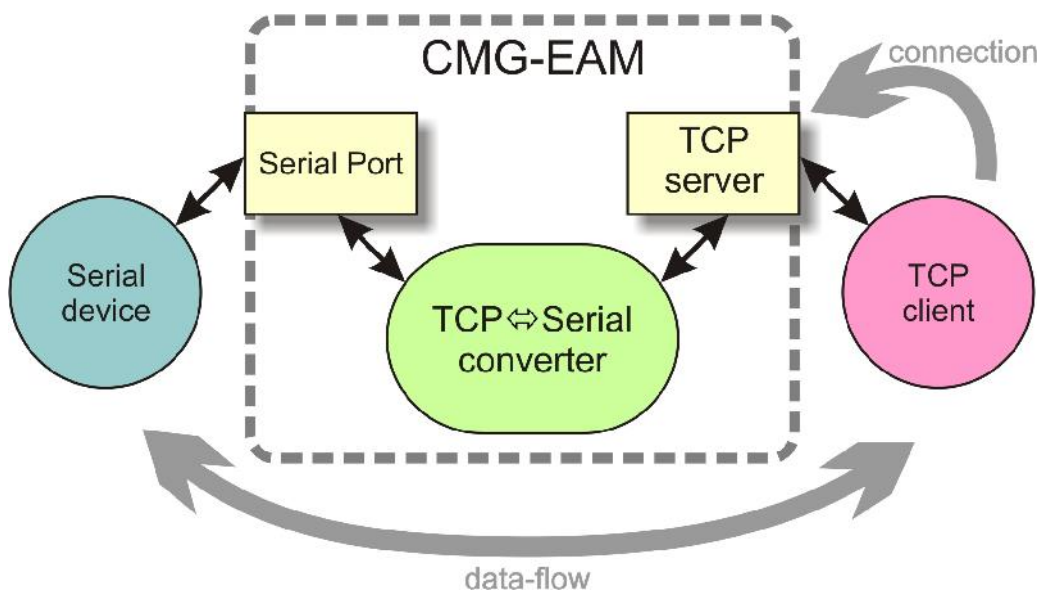 CMG-EAM
connection
Serial Port
TCP
server
Serial
device
TCP⇔Serial
converter
TCP
client
data-flow